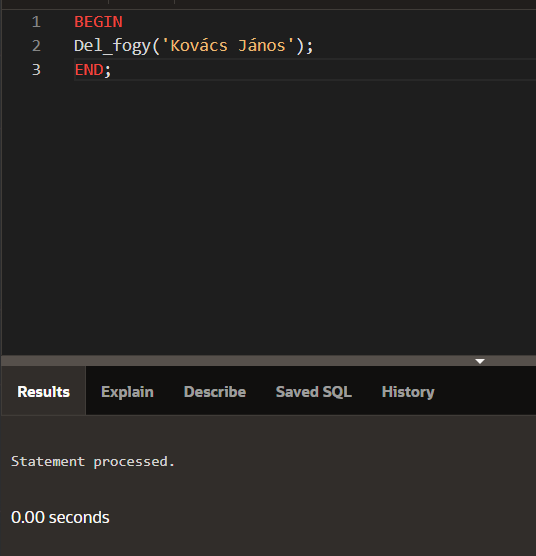 1 BEGIN
2 Del_fogy('Kovács János');
3 END;
Results Explain Describe Saved SQL History
Statement processed.
0.00 seconds